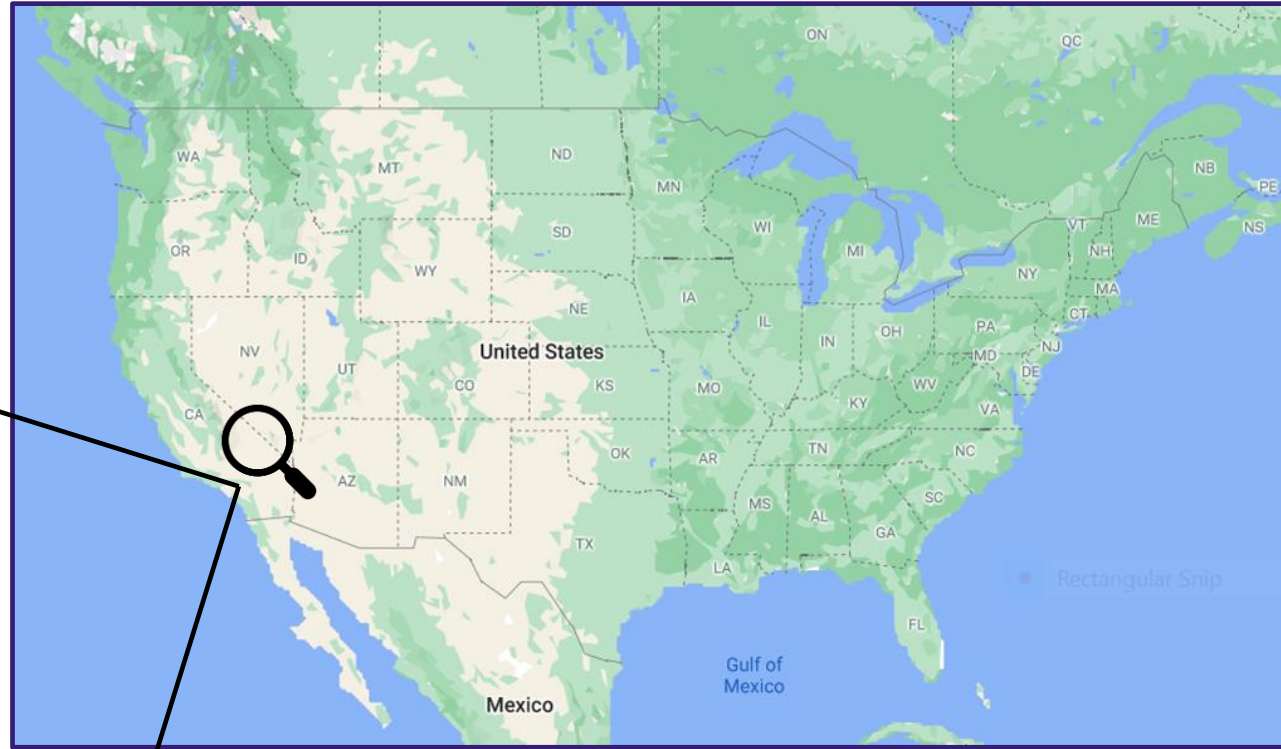 ON
QC
WA
MT
ND
MN
NB
PE
NS
ME
VT
NH
OR
ID
SD
WI
MI
NY
WY
MA
IA
NE
CT
IL
IN
OH
PA
NJ
NV
United States
MD
UT
CO
KS
MO
DE
WV
KY
VA
CA
OK
AR
TN
NC
AZ
NM
MS
AL
SC
GA
TX
LA
Rectangular Snip
FL
Gulf of
Mexico
Mexico